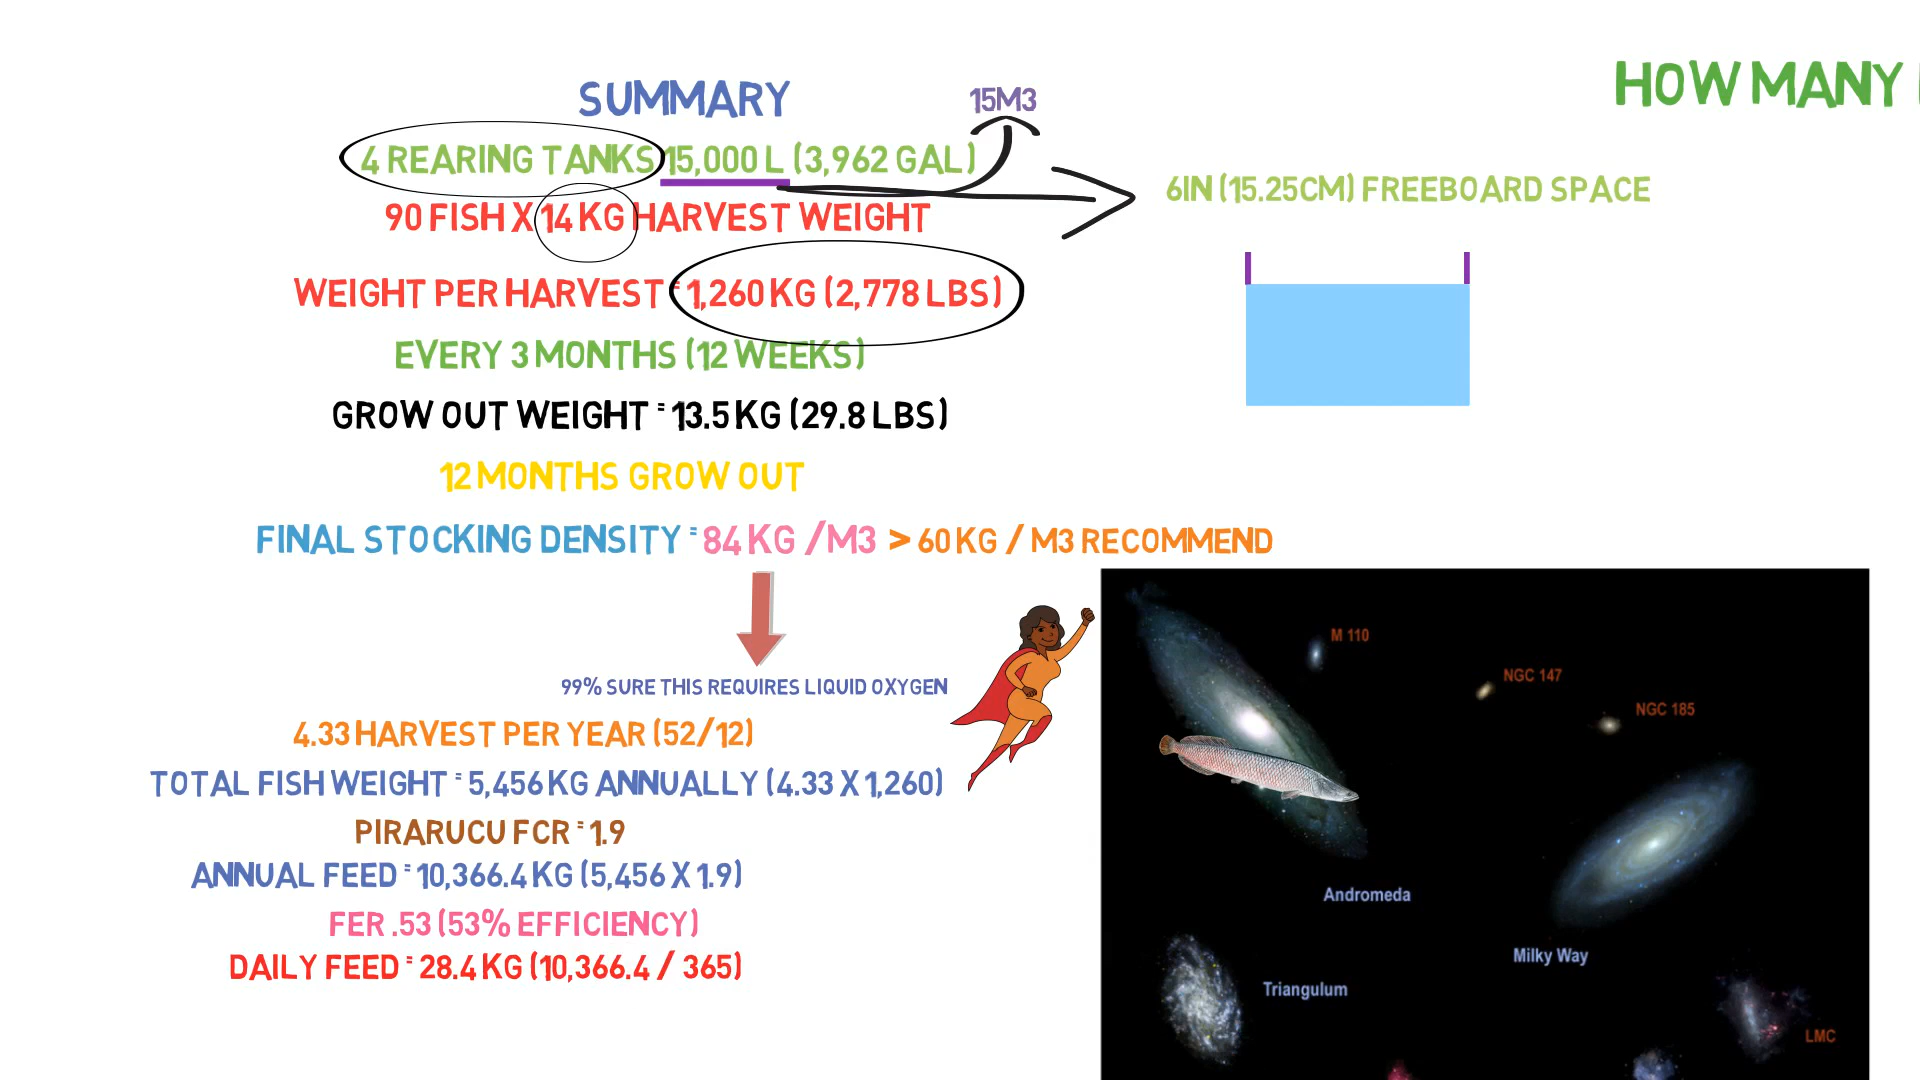 SUMMARY
15M3
HOW MANY
4 REARING TANKS 15,000 L (3,962 GAL)
6IN (15.25CM) FREEBOARD SPACE
90 FISH X 14 KG HARVEST WEIGHT
WEIGHT PER HARVEST = 1,260 KG (2,778 LBS)
EVERY 3 MONTHS (12 WEEKS)
GROW OUT WEIGHT = 13.5 KG (29.8 LBS)
12 MONTHS GROW OUT
FINAL STOCKING DENSITY = 84 KG /M3 > 60 KG / M3 RECOMMEND
99% SURE THIS REQUIRES LIQUID OXYGEN
4.33 HARVEST PER YEAR (52/12)
TOTAL FISH WEIGHT = 5,456 KG ANNUALLY (4.33 X 1,260)
PIRARUCU FCR = 1.9
ANNUAL FEED = 10,366.4 KG (5,456 X 1.9)
FER .53 (53% EFFICIENCY)
DAILY FEED = 28.4 KG (10,366.4 / 365)
M 110
NGC 147
NGC 185
Andromeda
Milky Way
Triangulum
LMC